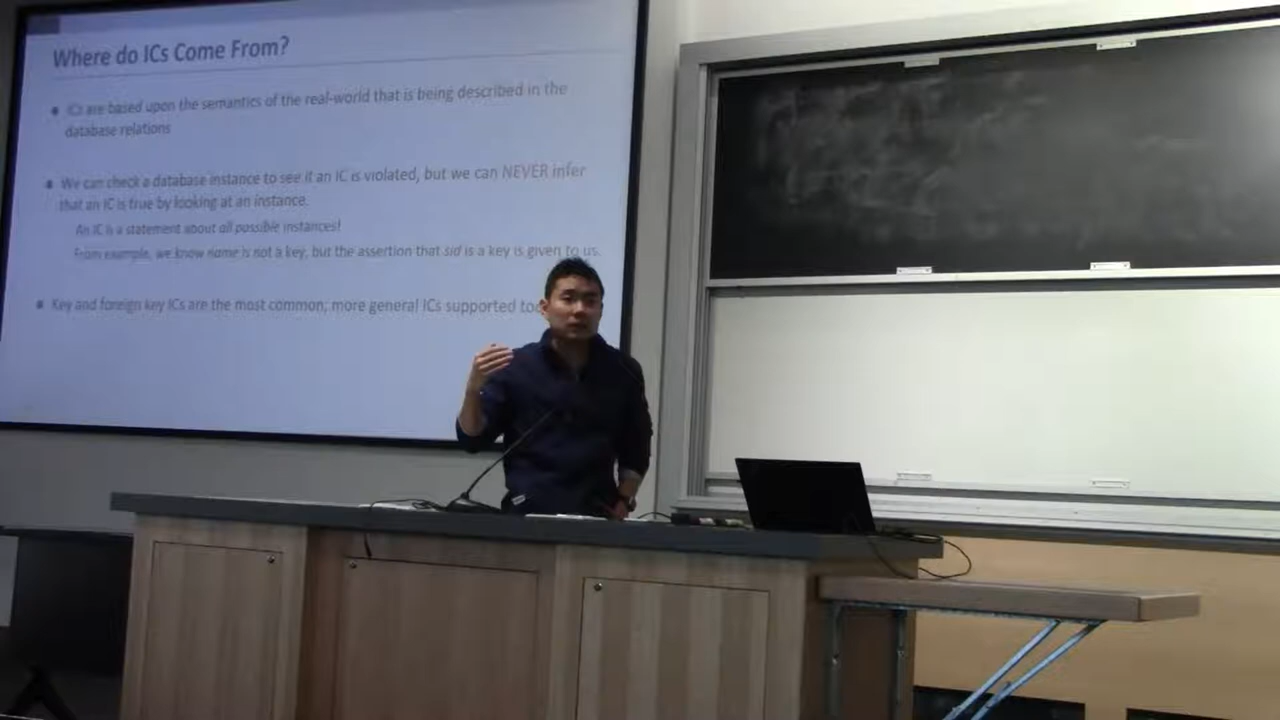 Where do ICs Come From?
ICs are based upon the semantics of the real-world that is being described in the
database relations
We can check a database instance to see if an IC is violated, but we can NEVER infer
that an IC is true by looking at an instance.
An IC is a statement about all possible instances!
From example, we know name is not a key, but the assertion that sid is a key is given to us.
Key and foreign key ICs are the most common; more general ICs supported too